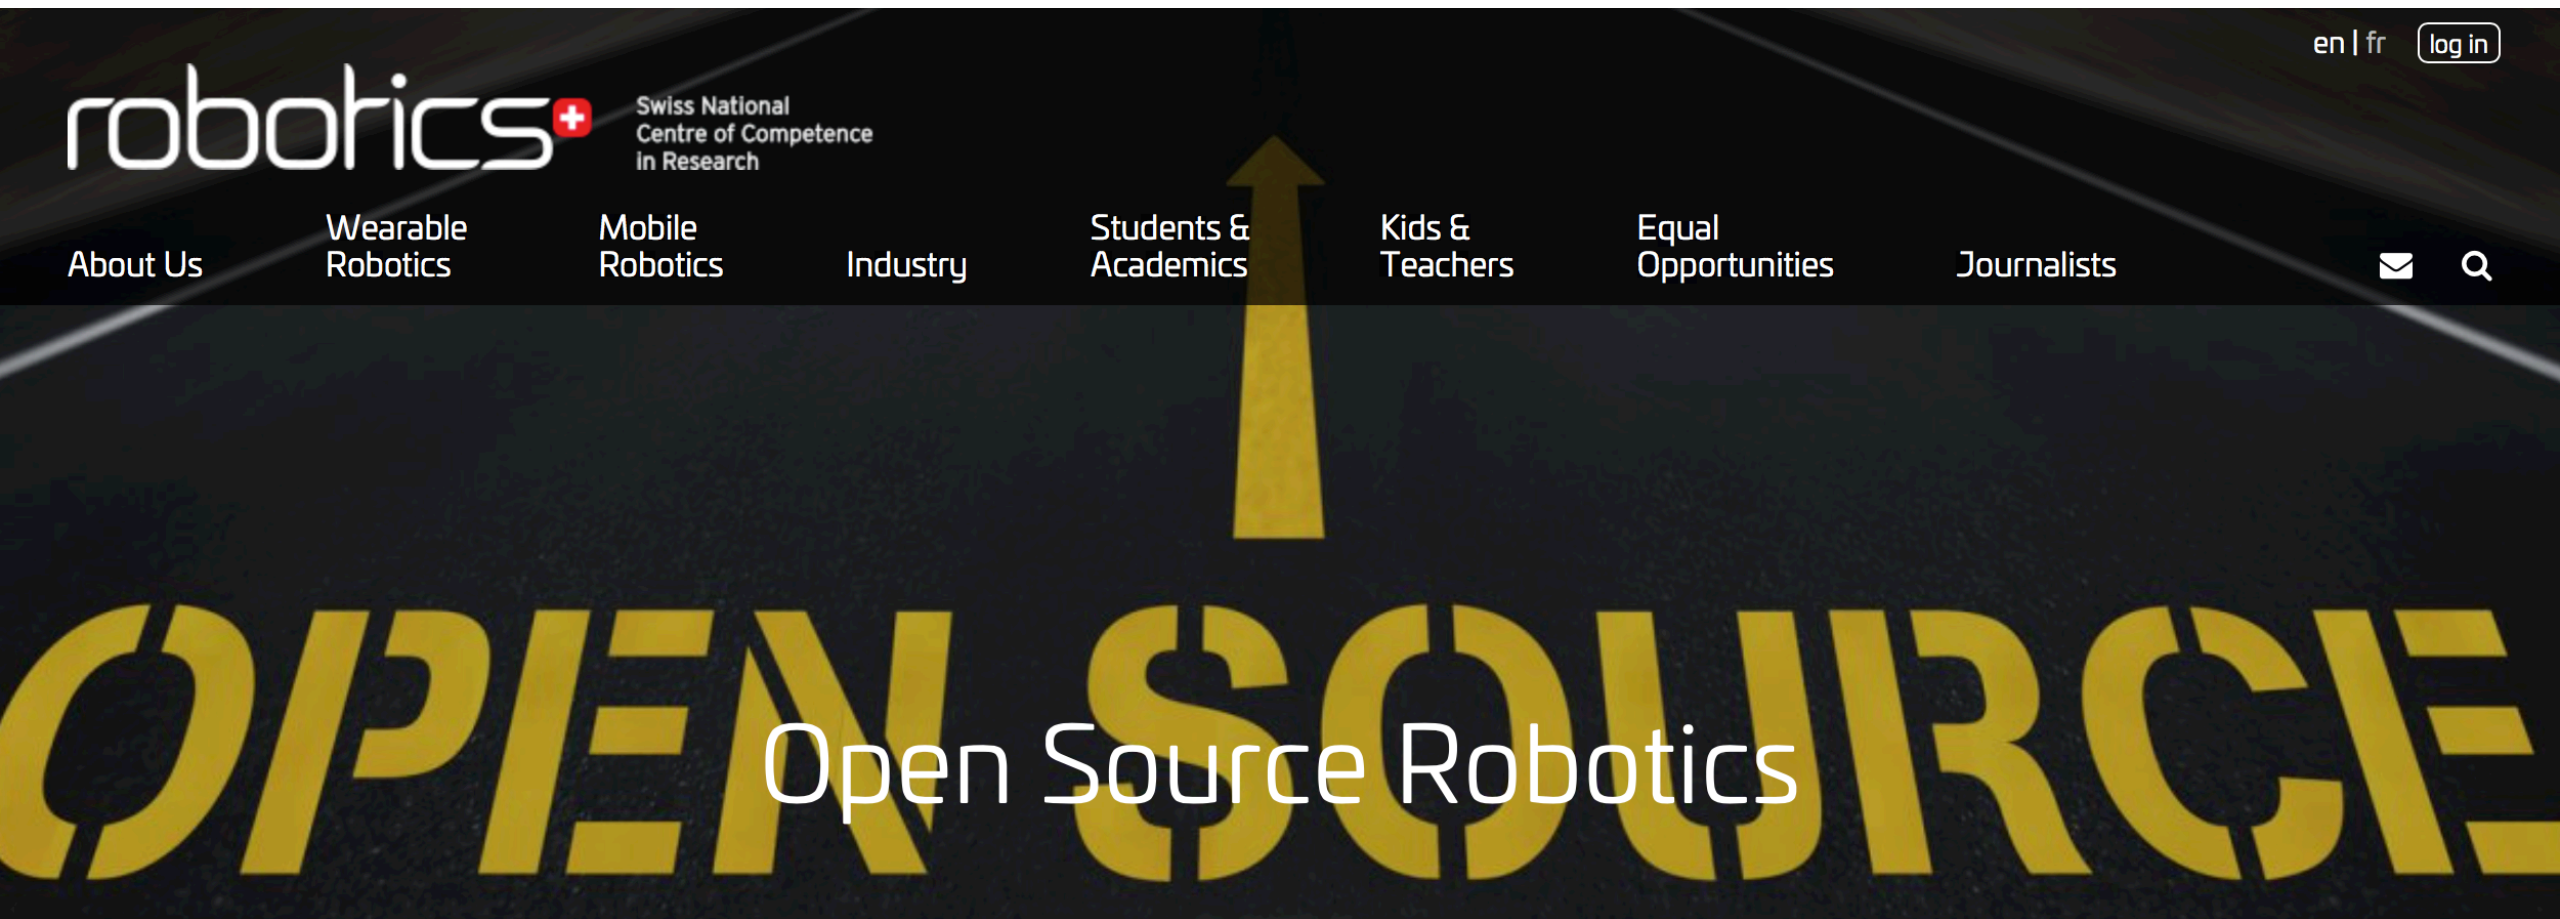 en | fr
log in
robotics+
Swiss National
Centre of Competence
in Research
About Us
Wearable
Robotics
Mobile
Robotics
Industry
Students &
Academics
Kids &
Teachers
Equal
Opportunities
Journalists
OPEN SOURCE
Open Source Robotics